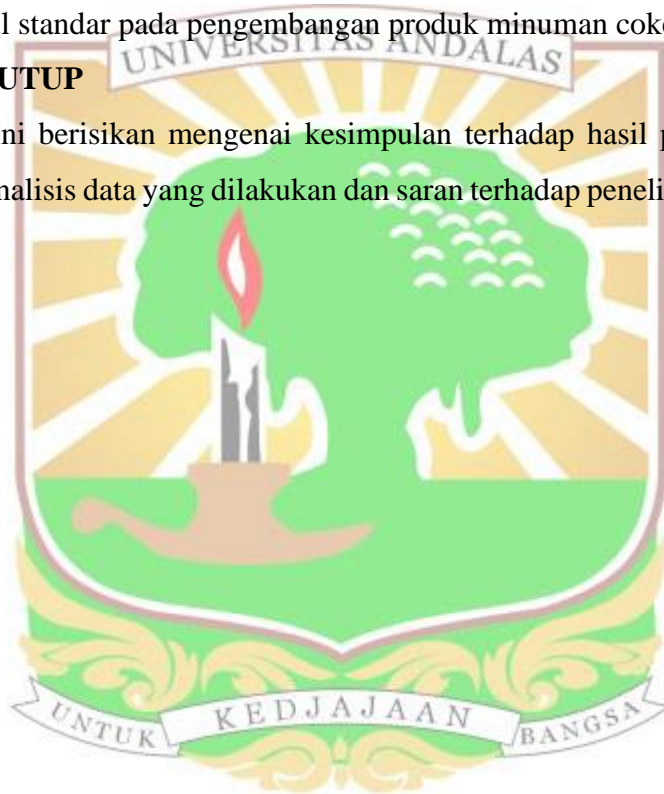 l standar pada pengembangan produk minuman coke
UNIVERSITAS ANDALAS
UTUP
ni berisikan mengenai kesimpulan terhadap hasil p
nalisis data yang dilakukan dan saran terhadap peneli
UNTUK KEDJAJAAN BANGSA